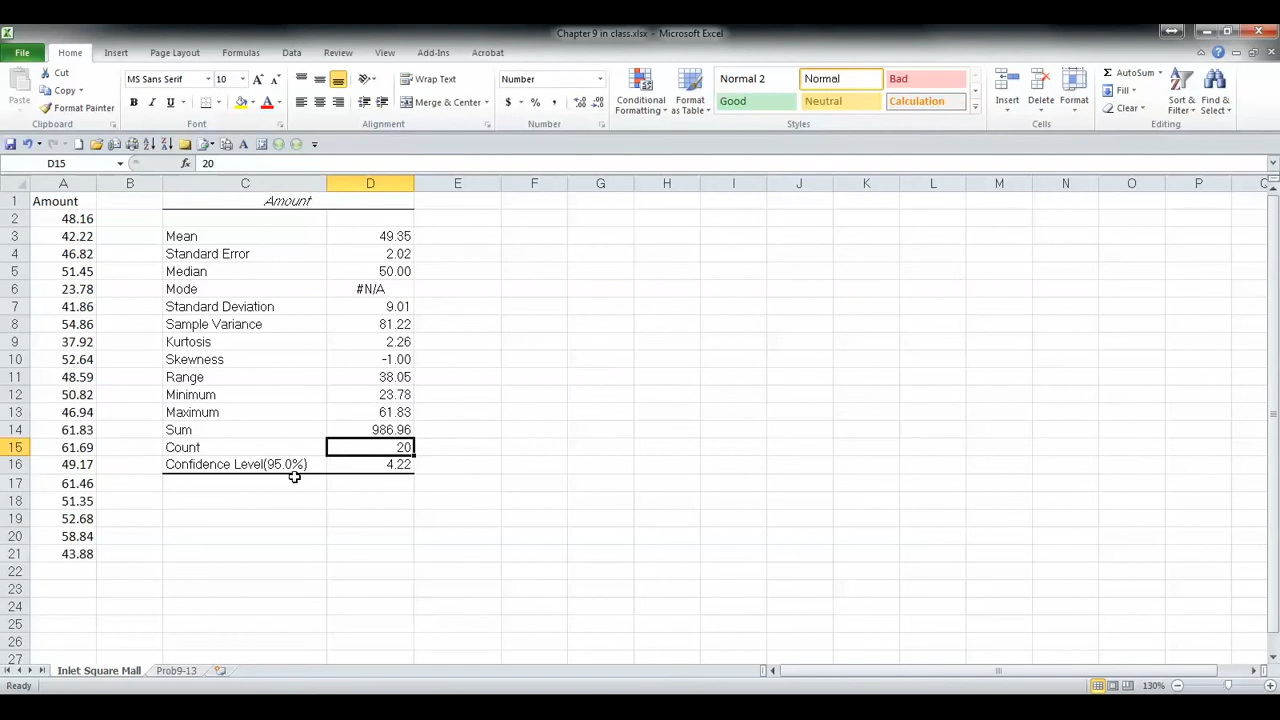 Chapter 9 in class.xlsx - Microsoft Excel
File Home Insert Page Layout Formulas Data Review View Add-Ins Acrobat
Cut MS Sans Serif 10 Wrap Text Number Normal 2 Normal Bad AutoSum
Copy Fill
Paste Format Painter Merge & Center $ % , Conditional Formatting Format as Table Good Neutral Calculation Insert Delete Format Clear Sort & Filter Find & Select
Clipboard Font Alignment Number Styles Cells Editing
D15 fx 20
A B C D E F G H I J K L M N O P
1 Amount Amount
2 48.16
3 42.22 Mean 49.35
4 46.82 Standard Error 2.02
5 51.45 Median 50.00
6 23.78 Mode #N/A
7 41.86 Standard Deviation 9.01
8 54.86 Sample Variance 81.22
9 37.92 Kurtosis 2.26
10 52.64 Skewness -1.00
11 48.59 Range 38.05
12 50.82 Minimum 23.78
13 46.94 Maximum 61.83
14 61.83 Sum 986.96
15 61.69 Count 20
16 49.17 Confidence Level(95.0%) 4.22
17 61.46
18 51.35
19 52.68
20 58.84
21 43.88
22
23
24
25
26
27
Inlet Square Mall Prob9-13
Ready 130%